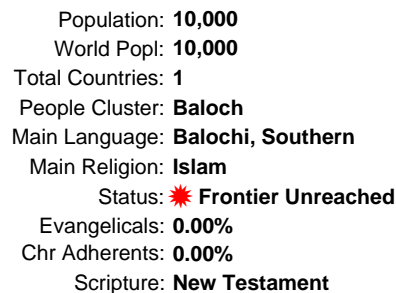 Population: 10,000
World Popl: 10,000
Total Countries: 1
People Cluster: Baloch
Main Language: Balochi, Southern
Main Religion: Islam
Status: Frontier Unreached
Evangelicals: 0.00%
Chr Adherents: 0.00%
Scripture: New Testament